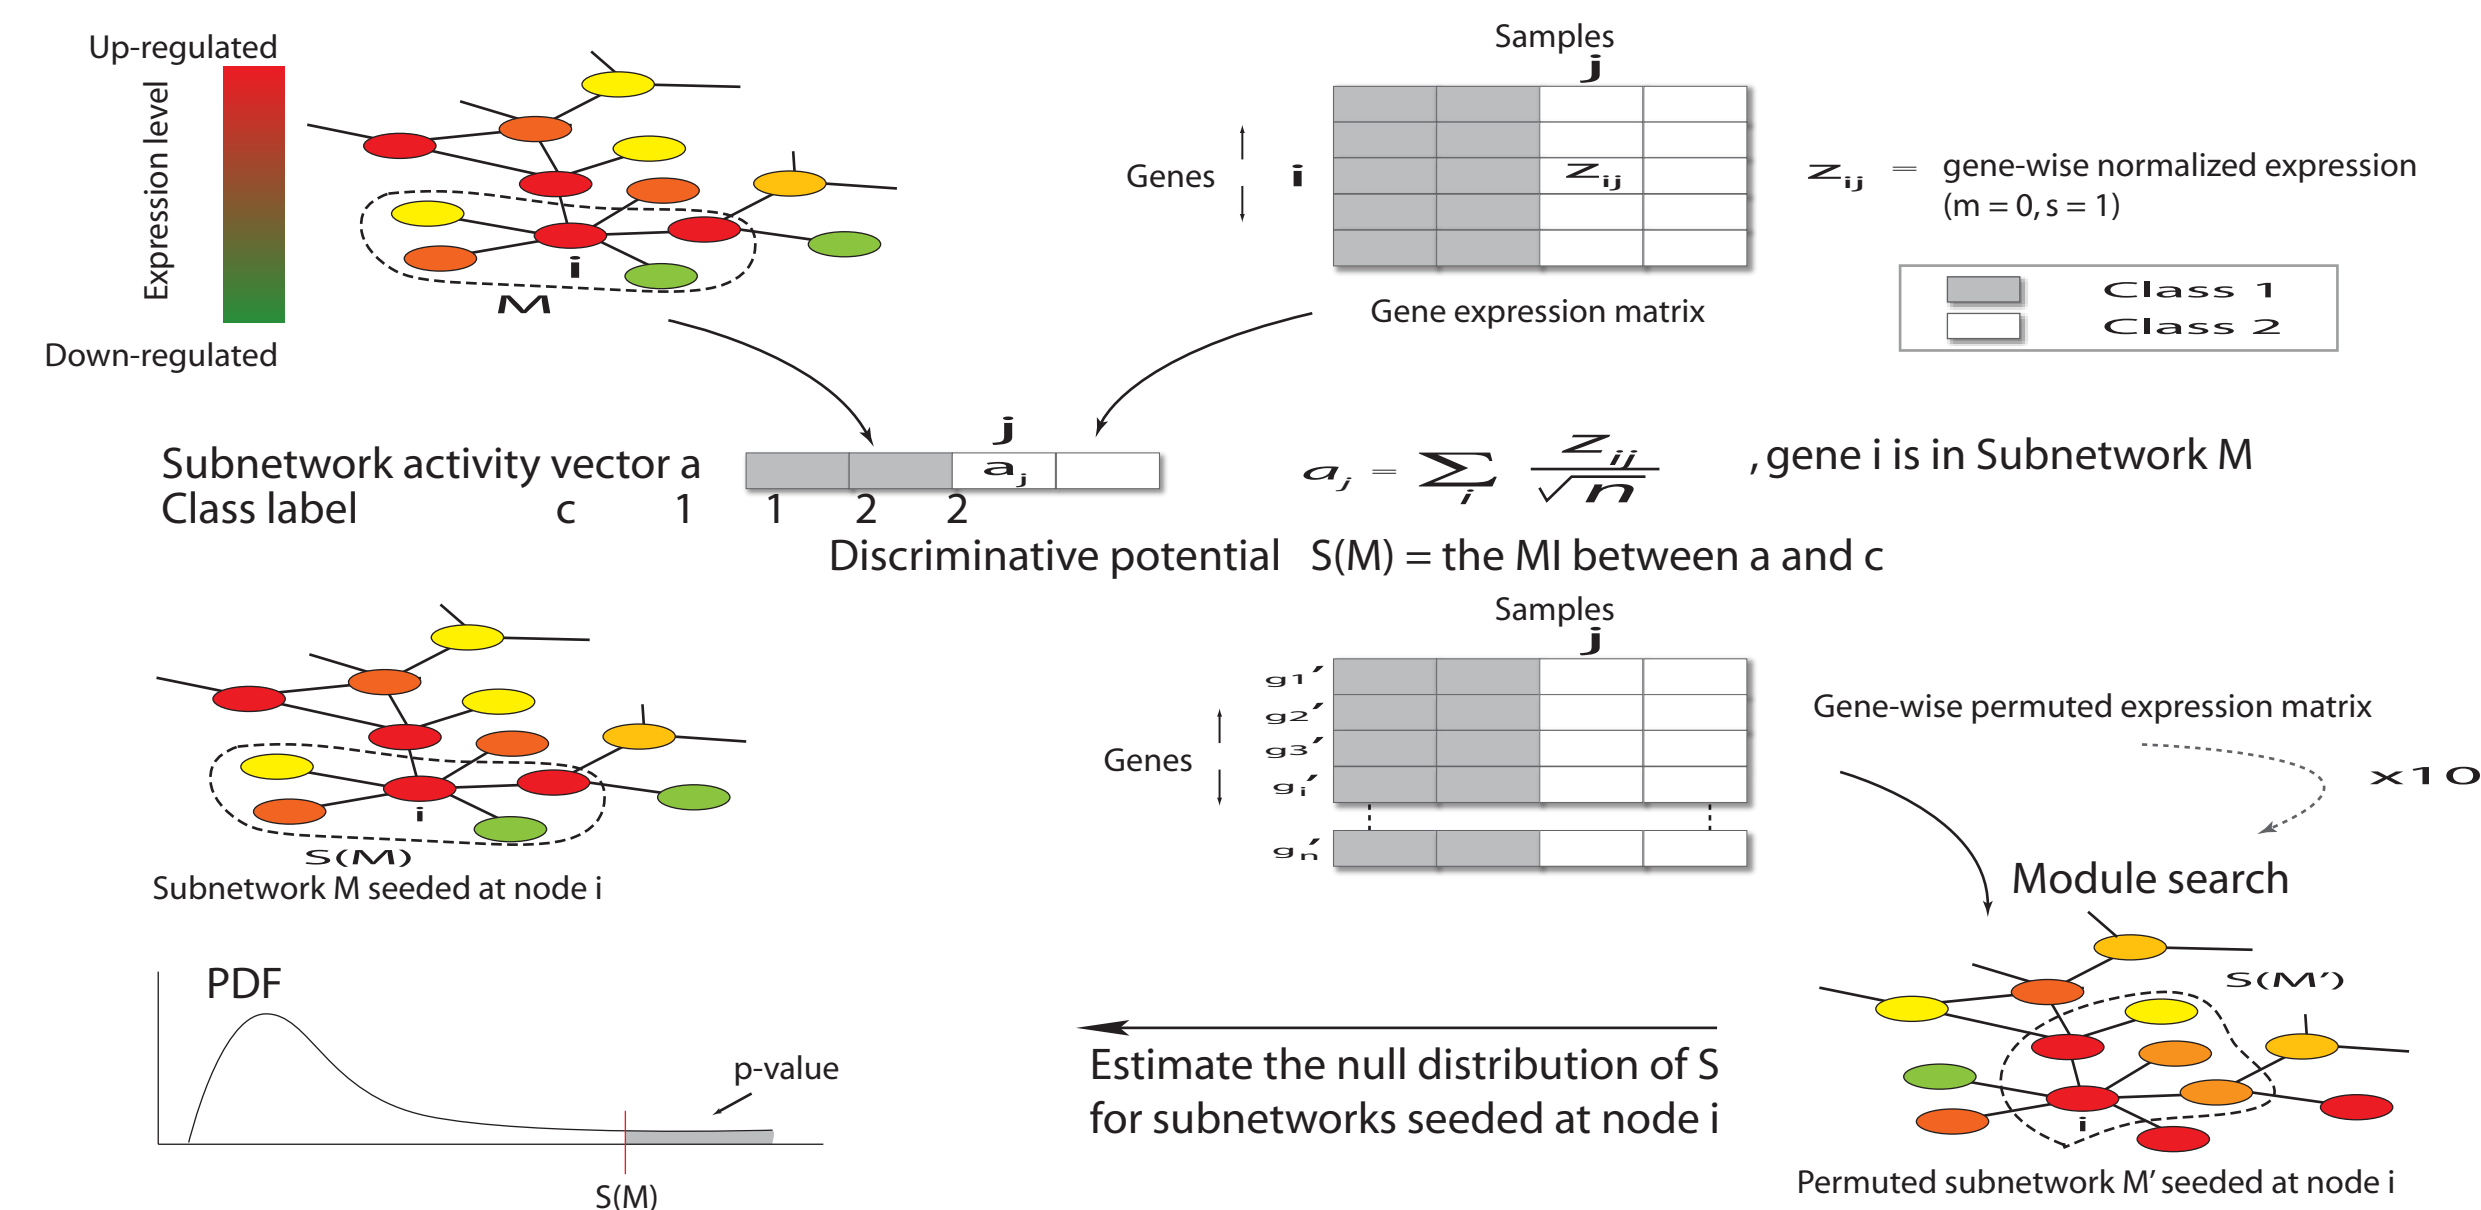 Up-regulated
Expression level
Down-regulated
i
M
Samples
j
Genes
i
z_ij
Gene expression matrix
z_ij = gene-wise normalized expression
(m = 0, s = 1)
Class 1
Class 2
j
Subnetwork activity vector a
a_j
Class label c 1 1 2 2
a_j = ∑_i z_ij / √n , gene i is in Subnetwork M
Discriminative potential S(M) = the MI between a and c
i
S(M)
Subnetwork M seeded at node i
Samples
j
Genes
g1′
g2′
g3′
g_i′
g_n′
Gene-wise permuted expression matrix
x10
Module search
S(M′)
i
Permuted subnetwork M′ seeded at node i
Estimate the null distribution of S
for subnetworks seeded at node i
PDF
p-value
S(M)